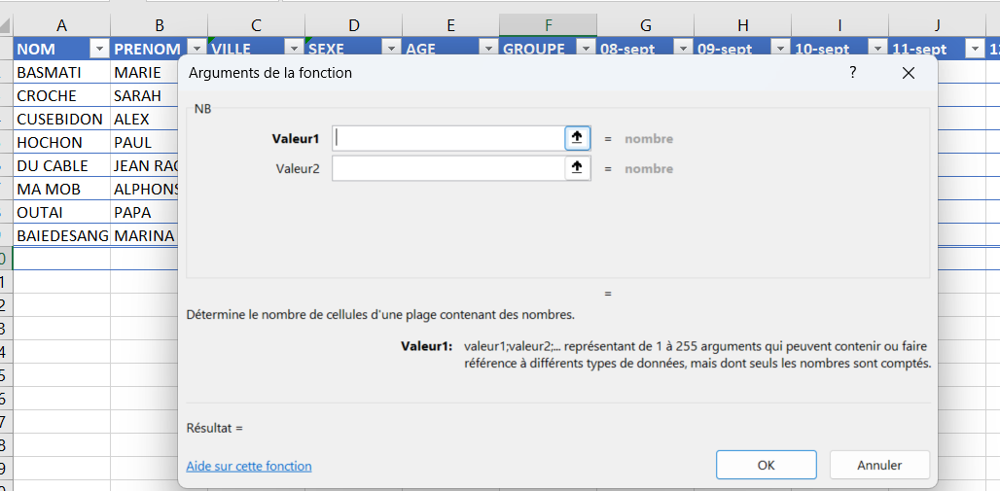 A B C D E F G H I J
NOM PRENOM VILLE SEXE AGE GROUPE 08-sept 09-sept 10-sept 11-sept
BASMATI MARIE
CROCHE SARAH
CUSEBIDON ALEX
HOCHON PAUL
DU CABLE JEAN
MA MOB
OUTAI PAPA
BAIEDESANG MARINA
Arguments de la fonction ? ×
NB
Valeur1 = nombre
Valeur2 = nombre
=
Détermine le nombre de cellules d'une plage contenant des nombres.
Valeur1: valeur1;valeur2;... représentant de 1 à 255 arguments qui peuvent contenir ou faire
référence à différents types de données, mais dont seuls les nombres sont comptés.
Résultat =
Aide sur cette fonction OK Annuler